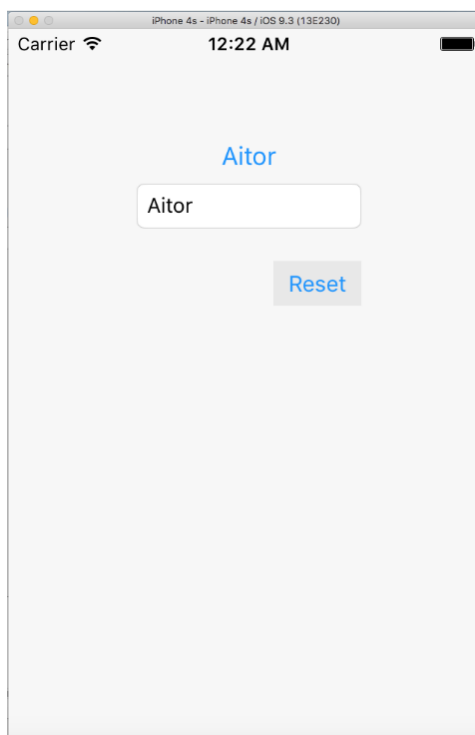 iPhone 4s - iPhone 4s / iOS 9.3 (13E230)
Carrier 12:22 AM
Aitor
Aitor
Reset